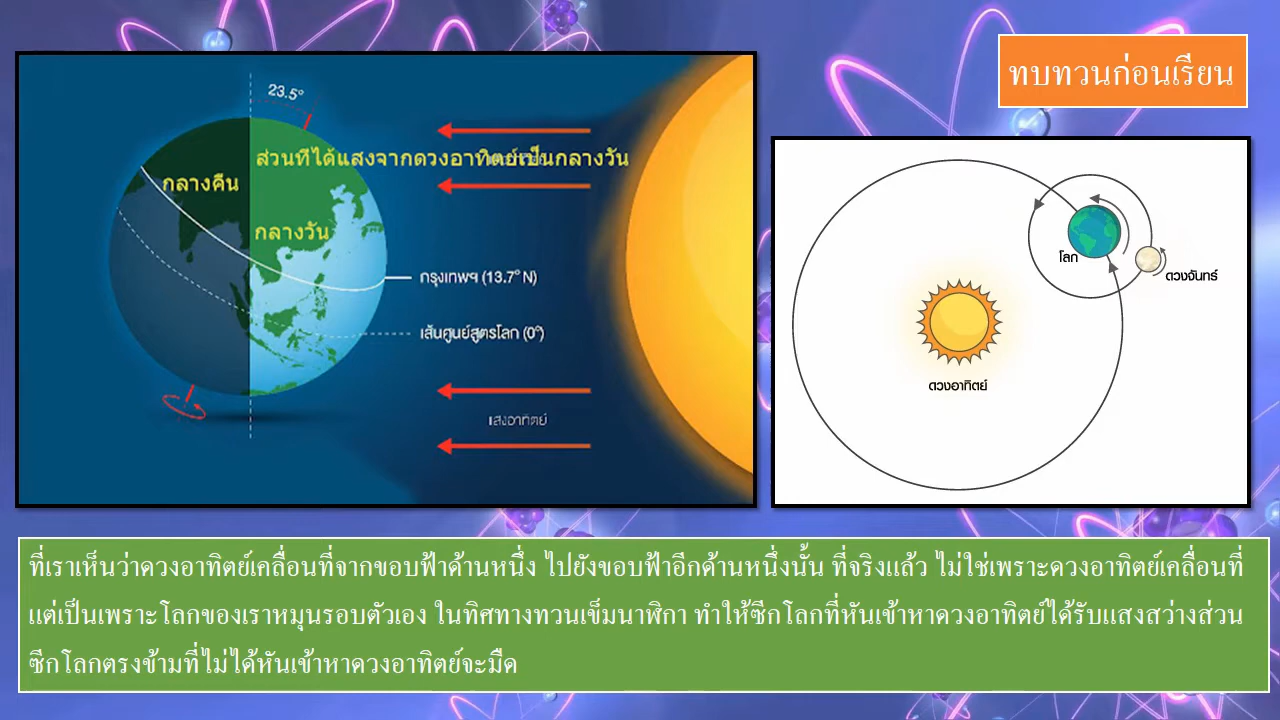 ทบทวนก่อนเรียน
23.5°
ส่วนที่ได้แสงจากดวงอาทิตย์เป็นกลางวัน
กลางคืน
กลางวัน
กรุงเทพฯ (13.7° N)
เส้นศูนย์สูตรโลก (0°)
แสงอาทิตย์
โลก
ดวงจันทร์
ดวงอาทิตย์
ที่เราเห็นว่าดวงอาทิตย์เคลื่อนที่จากขอบฟ้าด้านหนึ่ง ไปยังขอบฟ้าอีกด้านหนึ่งนั้น ที่จริงแล้ว ไม่ใช่เพราะดวงอาทิตย์เคลื่อนที่
แต่เป็นเพราะโลกของเราหมุนรอบตัวเอง ในทิศทางทวนเข็มนาฬิกา ทำให้ซีกโลกที่หันเข้าหาดวงอาทิตย์ได้รับแสงสว่างส่วน
ซีกโลกตรงข้ามที่ไม่ได้หันเข้าหาดวงอาทิตย์จะมืด